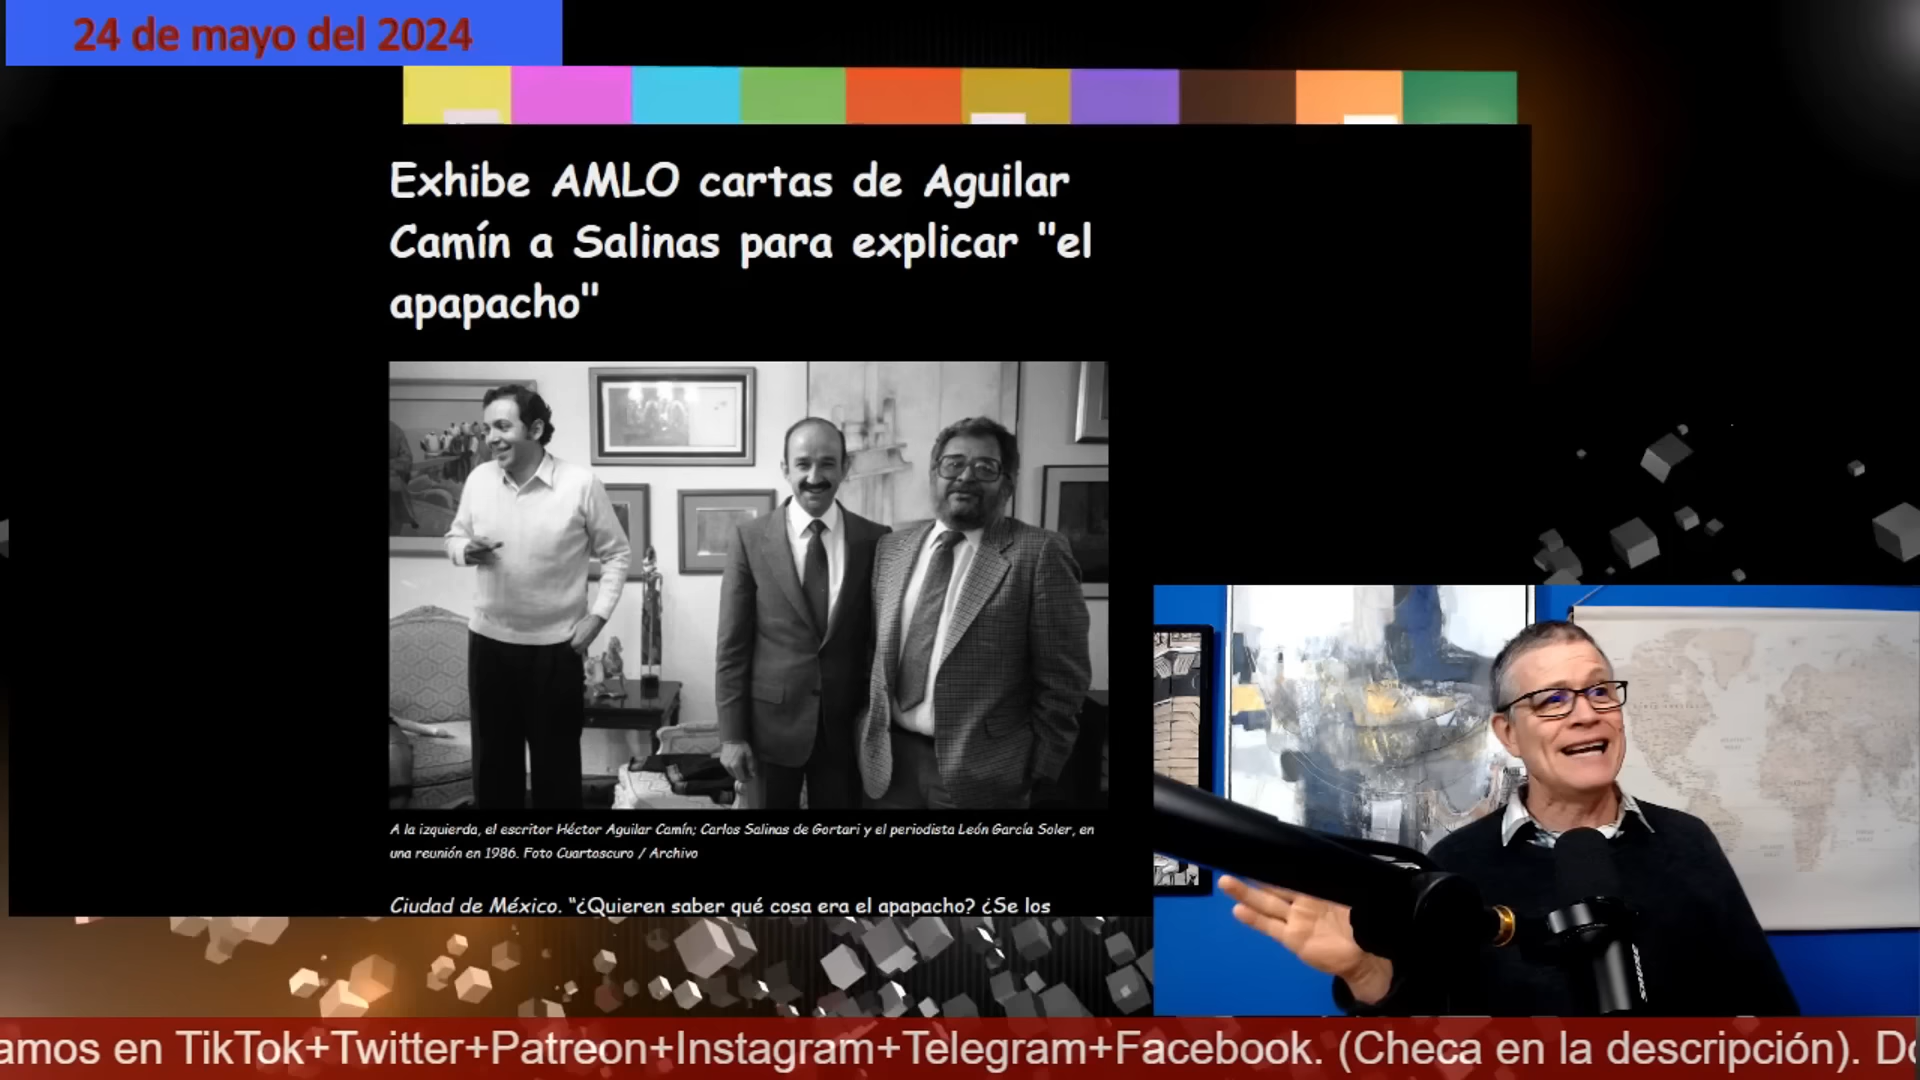 24 de mayo del 2024
Exhibe AMLO cartas de Aguilar
Camín a Salinas para explicar "el
apapacho"
A la izquierda, el escritor Héctor Aguilar Camín; Carlos Salinas de Gortari y el periodista León García Soler, en
una reunión en 1986. Foto Cuartoscuro / Archivo
Ciudad de México. "¿Quieren saber qué cosa era el apapacho? ¿Se los
amos en TikTok+Twitter+Patreon+Instagram+Telegram+Facebook. (Checa en la descripción). Do